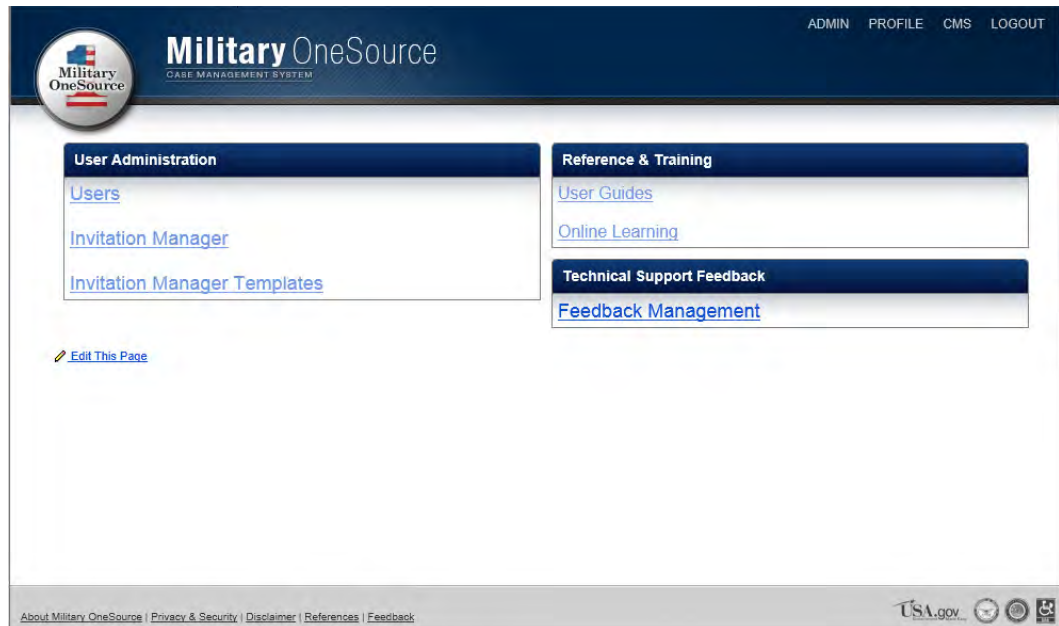 ADMIN PROFILE CMS LOGOUT
Military OneSource
CASE MANAGEMENT SYSTEM
Military
OneSource
User Administration
Users
Invitation Manager
Invitation Manager Templates
Reference & Training
User Guides
Online Learning
Technical Support Feedback
Feedback Management
Edit This Page
About Military OneSource | Privacy & Security | Disclaimer | References | Feedback
USA.gov